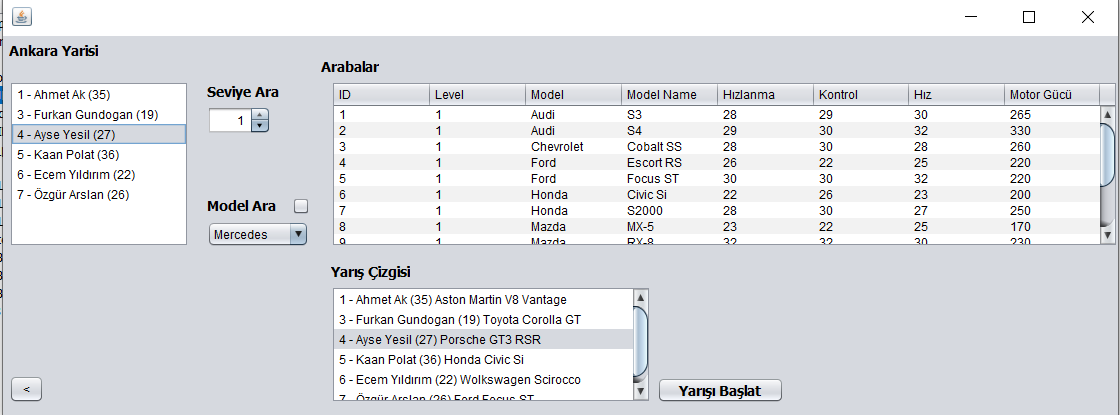 Ankara Yarisi
1 - Ahmet Ak (35)
3 - Furkan Gundogan (19)
4 - Ayse Yesil (27)
5 - Kaan Polat (36)
6 - Ecem Yıldırım (22)
7 - Özgür Arslan (26)
Seviye Ara
1
Model Ara
Mercedes
Arabalar
ID Level Model Model Name Hızlanma Kontrol Hız Motor Gücü
1 1 Audi S3 28 29 30 265
2 1 Audi S4 29 30 32 330
3 1 Chevrolet Cobalt SS 28 30 28 260
4 1 Ford Escort RS 26 22 25 220
5 1 Ford Focus ST 30 30 32 220
6 1 Honda Civic Si 22 26 23 200
7 1 Honda S2000 28 30 27 250
8 1 Mazda MX-5 23 22 25 170
9 1 Mazda RX-8 32 32 30 230
Yarış Çizgisi
1 - Ahmet Ak (35) Aston Martin V8 Vantage
3 - Furkan Gundogan (19) Toyota Corolla GT
4 - Ayse Yesil (27) Porsche GT3 RSR
5 - Kaan Polat (36) Honda Civic Si
6 - Ecem Yıldırım (22) Wolkswagen Scirocco
7 - Özgür Arslan (26) Ford Focus ST
<
Yarışı Başlat